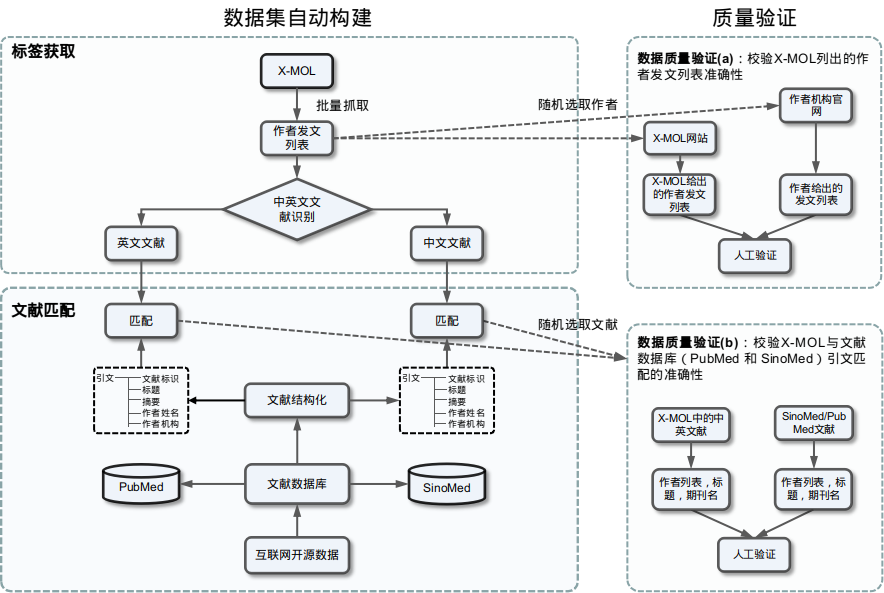 数据集自动构建
质量验证
标签获取
X-MOL
批量抓取
作者发文
列表
随机选取作者
中英文文
献识别
英文文献
中文文献
数据质量验证(a)：校验X-MOL列出的作
者发文列表准确性
作者机构官
网
X-MOL网站
X-MOL给出
的作者发文
列表
作者给出的
发文列表
人工验证
文献匹配
匹配
匹配
随机选取文献
引文
文献标识
标题
摘要
作者姓名
作者机构
文献结构化
引文
文献标识
标题
摘要
作者姓名
作者机构
PubMed
文献数据库
SinoMed
互联网开源数据
数据质量验证(b)：校验X-MOL与文献
数据库（PubMed 和 SinoMed）引文匹
配的准确性
X-MOL中的中
英文献
SinoMed/Pub
Med文献
作者列表，标
题，期刊名
作者列表，标
题，期刊名
人工验证